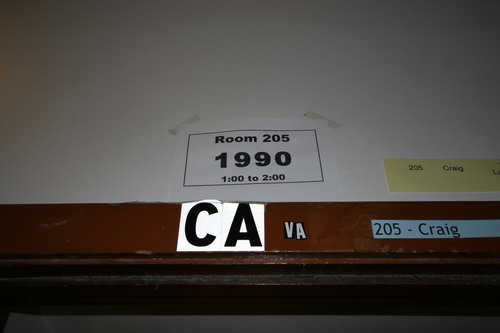 Room 205
1990
1:00 to 2:00
205 Craig
CA VA
205 - Craig